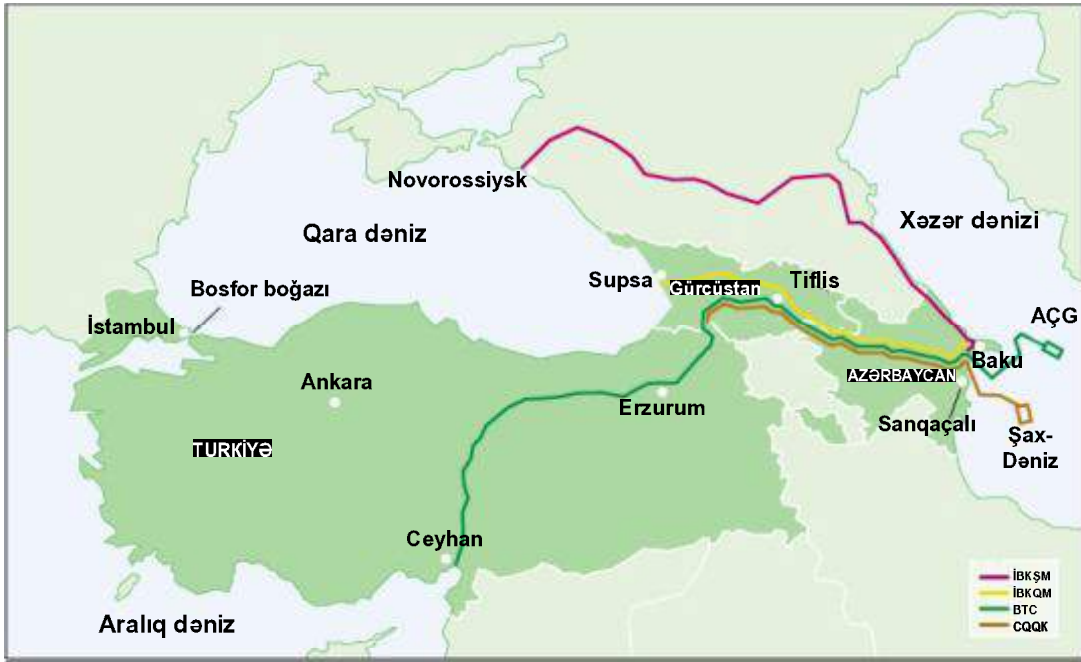 Novorossiysk
Xəzər dənizi
Qara dəniz
Supsa
Gürcüstan
Tiflis
Bosfor boğazı
İstambul
AÇG
Baku
Ankara
AZƏRBAYCAN
Erzurum
Sanqaçalı
Şax-
Dəniz
TURKİYƏ
Ceyhan
Aralıq dəniz
İBKŞM
İBKQM
BTC
CQQK